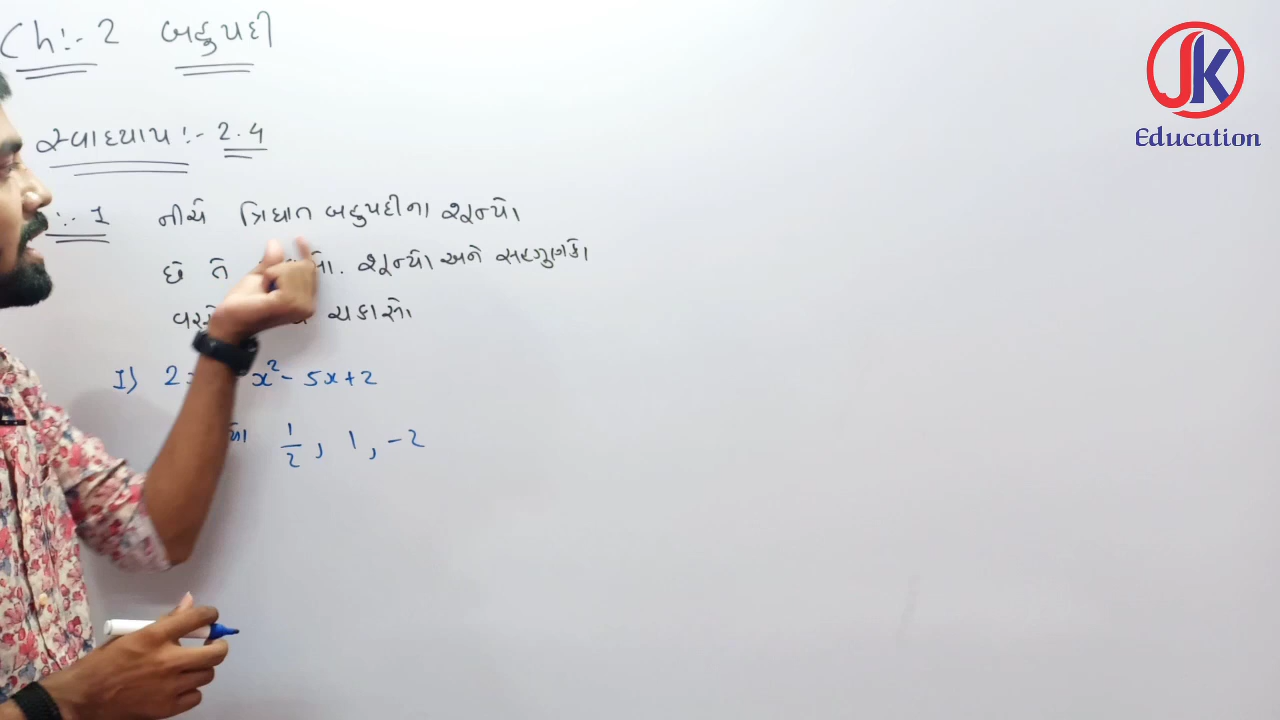 Ch:- 2 બહુપદી
સ્વાધ્યાય:- 2.4
:- 1 નીચે ત્રિઘાત બહુપદીના શૂન્યો
છે તે શૂન્યો અને સહગુણકો
ચકાસો
I) 2 x² - 5x + 2
1/2 , 1 , -2
JK
Education